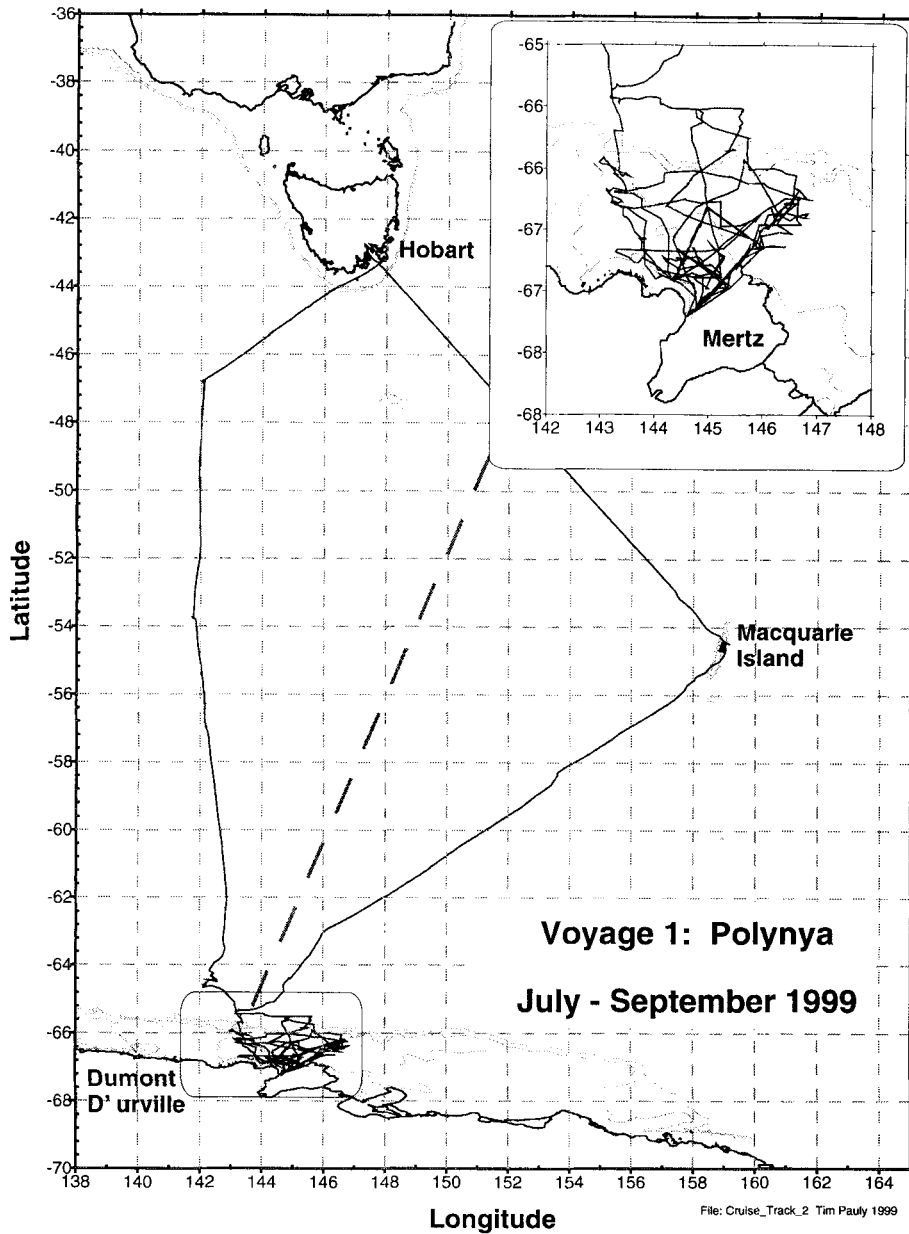 -36
-38
-40
-42
-44
-46
-48
-50
-52
-54
-56
-58
-60
-62
-64
-66
-68
-70
Latitude
-65
-66
-66
-67
-67
-68
-68
142 143 144 145 146 147 148
Mertz
Hobart
Macquarie
Island
Voyage 1: Polynya
July - September 1999
Dumont
D' urville
138 140 142 144 146 148 150 152 154 156 158 160 162 164
Longitude
File: Cruise_Track_2 Tim Pauly 1999